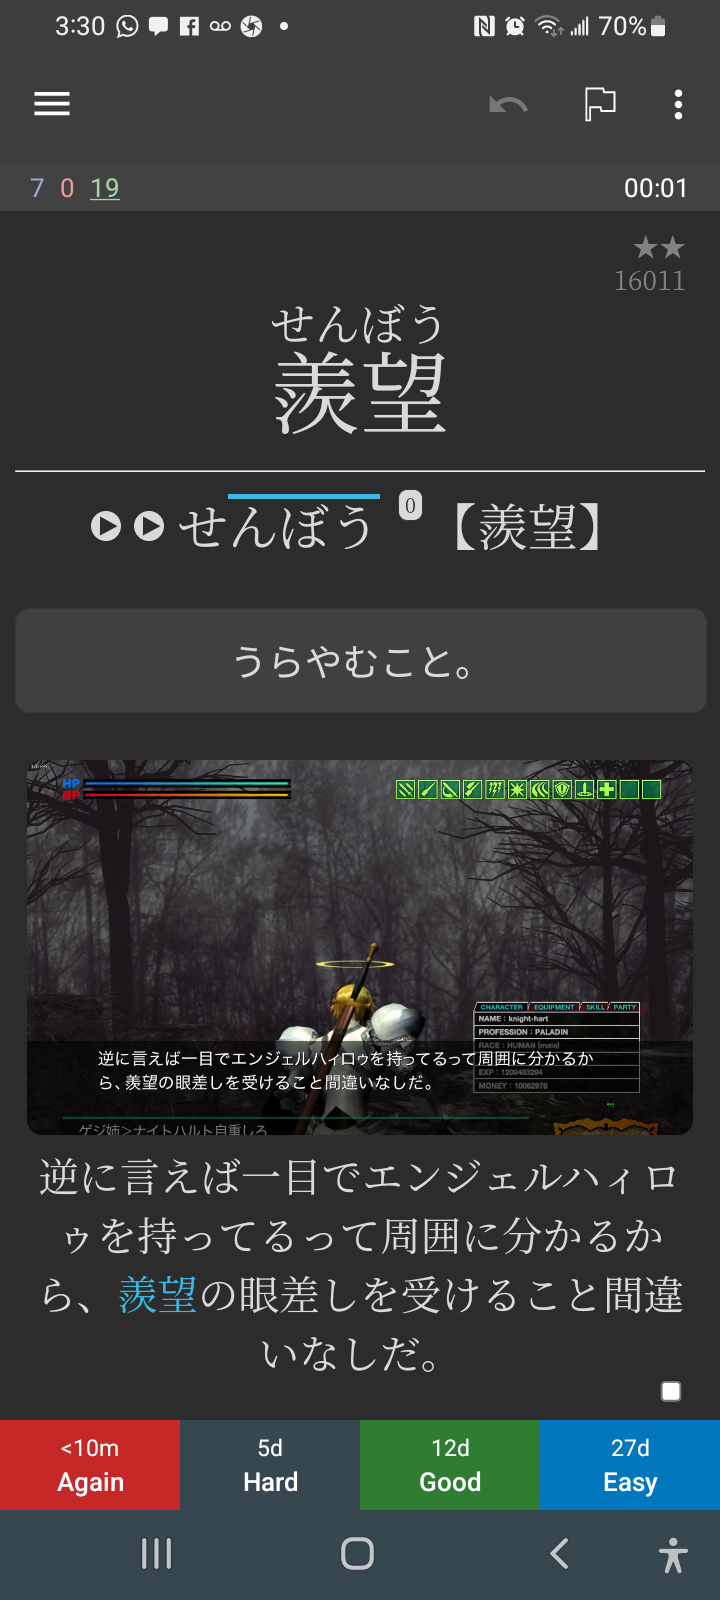 3:30
70%
7 0 19
00:01
★★
16011
せんぼう
羨望
せんぼう 0 【羨望】
うらやむこと。
HP
MP
CHARACTER EQUIPMENT SKILL PARTY
NAME : knight-hart
PROFESSION : PALADIN
RACE : HUMAN (male)
EXP : 1209483294
MONEY : 10062978
逆に言えば一目でエンジェルハィロゥを持ってるって周囲に分かるか
ら、羨望の眼差しを受けること間違いなしだ。
ゲジ姉>ナイトハルト自重しろ
逆に言えば一目でエンジェルハィロ
ゥを持ってるって周囲に分かるか
ら、羨望の眼差しを受けること間違
いなしだ。
<10m 5d 12d 27d
Again Hard Good Easy